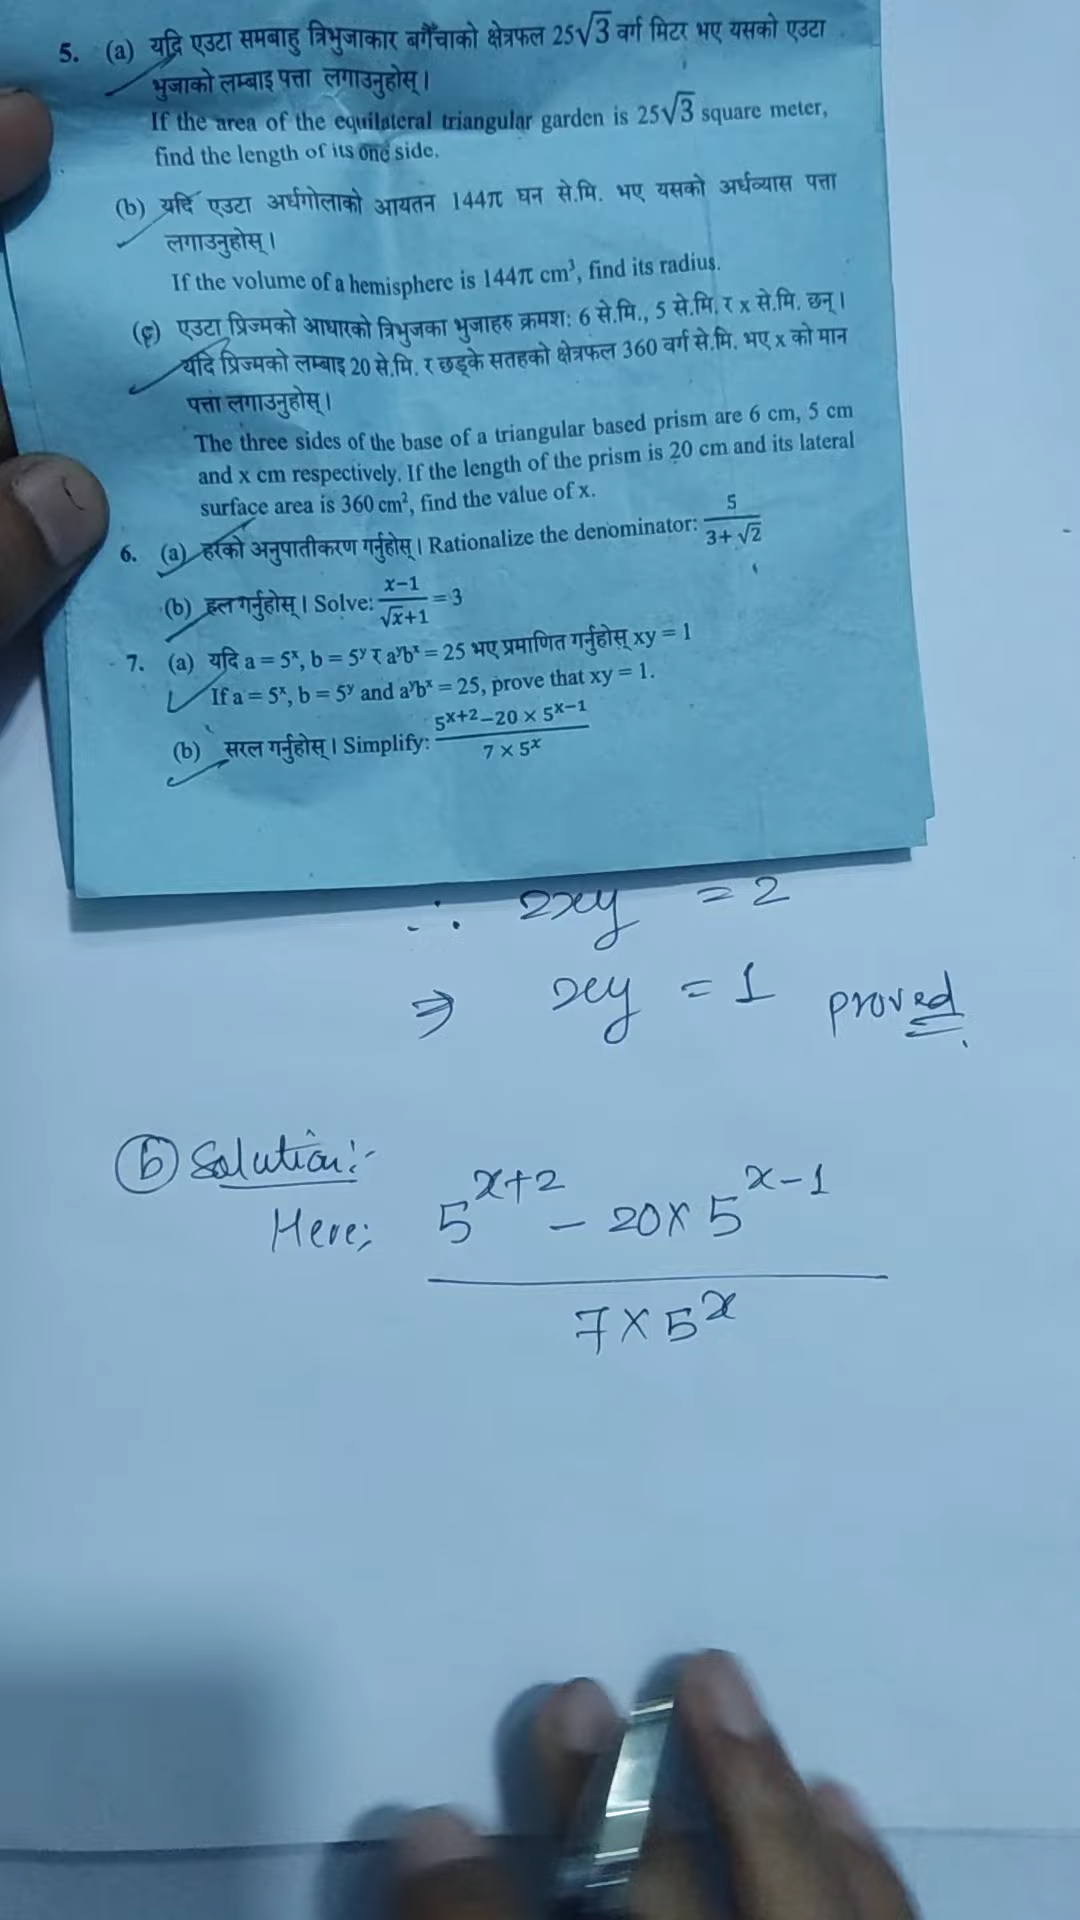 5. (a) यदि एउटा समबाहु त्रिभुजाकार बगैँचाको क्षेत्रफल 25√3 वर्ग मिटर भए यसको एउटा
भुजाको लम्बाइ पत्ता लगाउनुहोस् ।
If the area of the equilateral triangular garden is 25√3 square meter,
find the length of its one side.
(b) यदि एउटा अर्धगोलाको आयतन 144π घन से.मि. भए यसको अर्धव्यास पत्ता
लगाउनुहोस् ।
If the volume of a hemisphere is 144π cm³, find its radius.
(c) एउटा प्रिज्मको आधारको त्रिभुजका भुजाहरु क्रमशः 6 से.मि., 5 से.मि. र x से.मि. छन् ।
यदि प्रिज्मको लम्बाइ 20 से.मि. र छड्के सतहको क्षेत्रफल 360 वर्ग से.मि. भए x को मान
पत्ता लगाउनुहोस् ।
The three sides of the base of a triangular based prism are 6 cm, 5 cm
and x cm respectively. If the length of the prism is 20 cm and its lateral
surface area is 360 cm², find the value of x.
6. (a) हरको अनुपातीकरण गर्नुहोस् । Rationalize the denominator: 5/(3+√2)
(b) हल गर्नुहोस् । Solve: (x−1)/(√x+1) = 3
7. (a) यदि a = 5ˣ, b = 5ʸ र aʸbˣ = 25 भए प्रमाणित गर्नुहोस् xy = 1
If a = 5ˣ, b = 5ʸ and aʸbˣ = 25, prove that xy = 1.
(b) सरल गर्नुहोस् । Simplify: (5ˣ⁺²−20 × 5ˣ⁻¹)/(7 × 5ˣ)
∴ 2xy = 2
⇒ xy = 1 proved
(b) Solution:-
Here; (5ˣ⁺² − 20 × 5ˣ⁻¹)/(7 × 5ˣ)